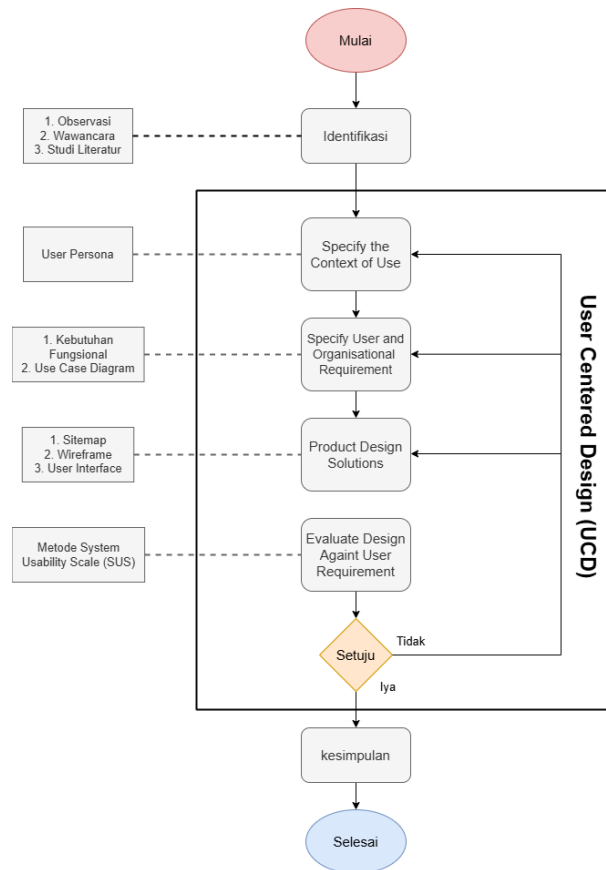 Mulai
1. Observasi
2. Wawancara
3. Studi Literatur
Identifikasi
User Persona
Specify the
Context of Use
1. Kebutuhan
Fungsional
2. Use Case Diagram
Specify User and
Organisational
Requirement
1. Sitemap
2. Wireframe
3. User Interface
Product Design
Solutions
Metode System
Usability Scale (SUS)
Evaluate Design
Againt User
Requirement
Setuju
Tidak
Iya
User Centered Design (UCD)
kesimpulan
Selesai